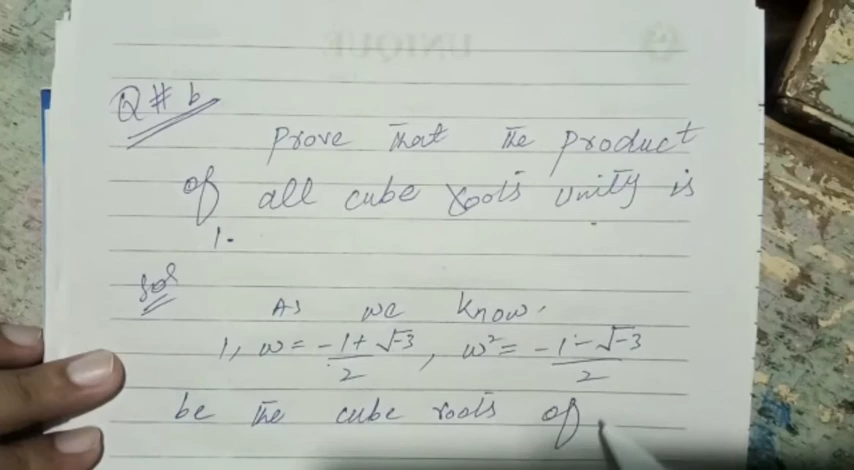 UNIQUE
Q # b
Prove that the product
of all cube roots unity is
1.
Sol
As we know.
1, ω = -1+√-3/2 , ω² = -1-√-3/2
be the cube roots of